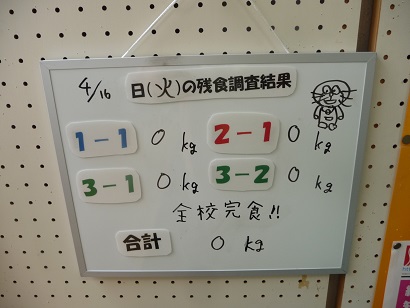 4/16 日(火)の残食調査結果
1-1 0 kg 2-1 0 kg
3-1 0 kg 3-2 0 kg
全校完食!!
合計 0 kg